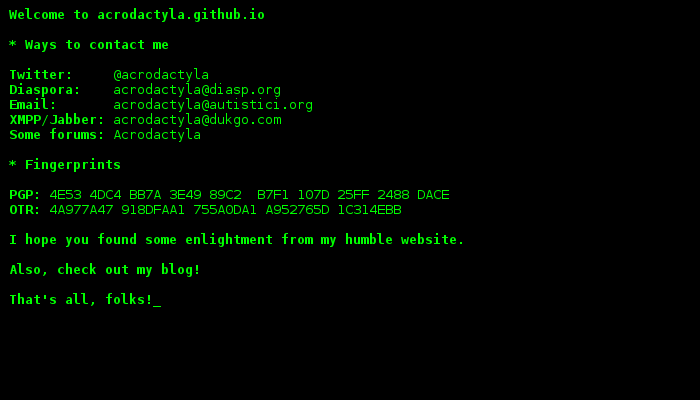 Welcome to acrodactyla.github.io
* Ways to contact me
Twitter: @acrodactyla
Diaspora: acrodactyla@diasp.org
Email: acrodactyla@autistici.org
XMPP/Jabber: acrodactyla@dukgo.com
Some forums: Acrodactyla
* Fingerprints
PGP: 4E53 4DC4 BB7A 3E49 89C2  B7F1 107D 25FF 2488 DACE
OTR: 4A977A47 918DFAA1 755A0DA1 A952765D 1C314EBB
I hope you found some enlightment from my humble website.
Also, check out my blog!
That's all, folks!_